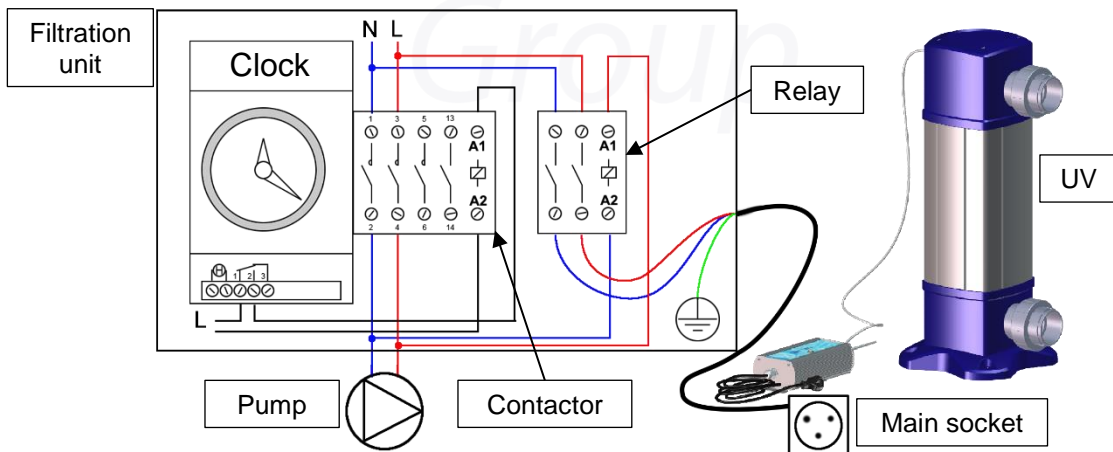 Group
Filtration
unit
N L
Clock
Relay
UV
1 3 5 13
A1
A2
2 4 6 14
A1
A2
H 1 2 3
L
Pump
Contactor
Main socket